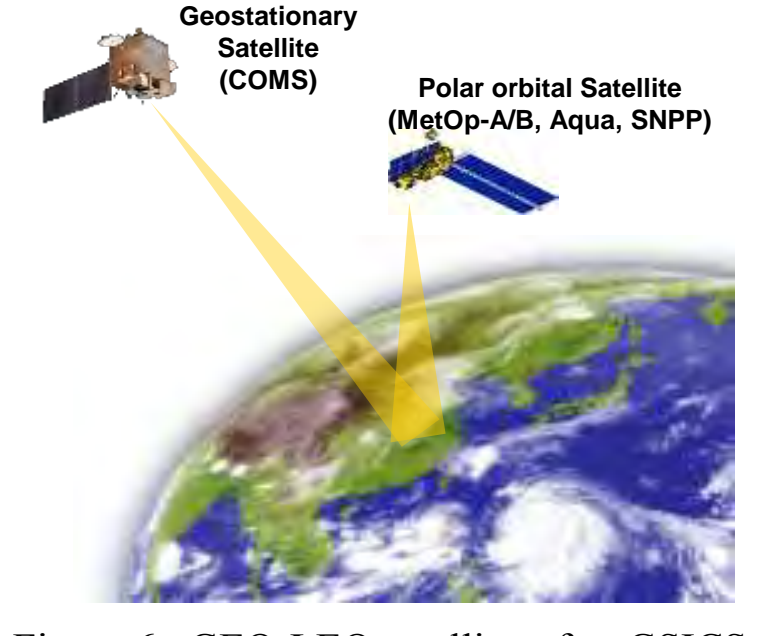 Geostationary
Satellite
(COMS)
Polar orbital Satellite
(MetOp-A/B, Aqua, SNPP)